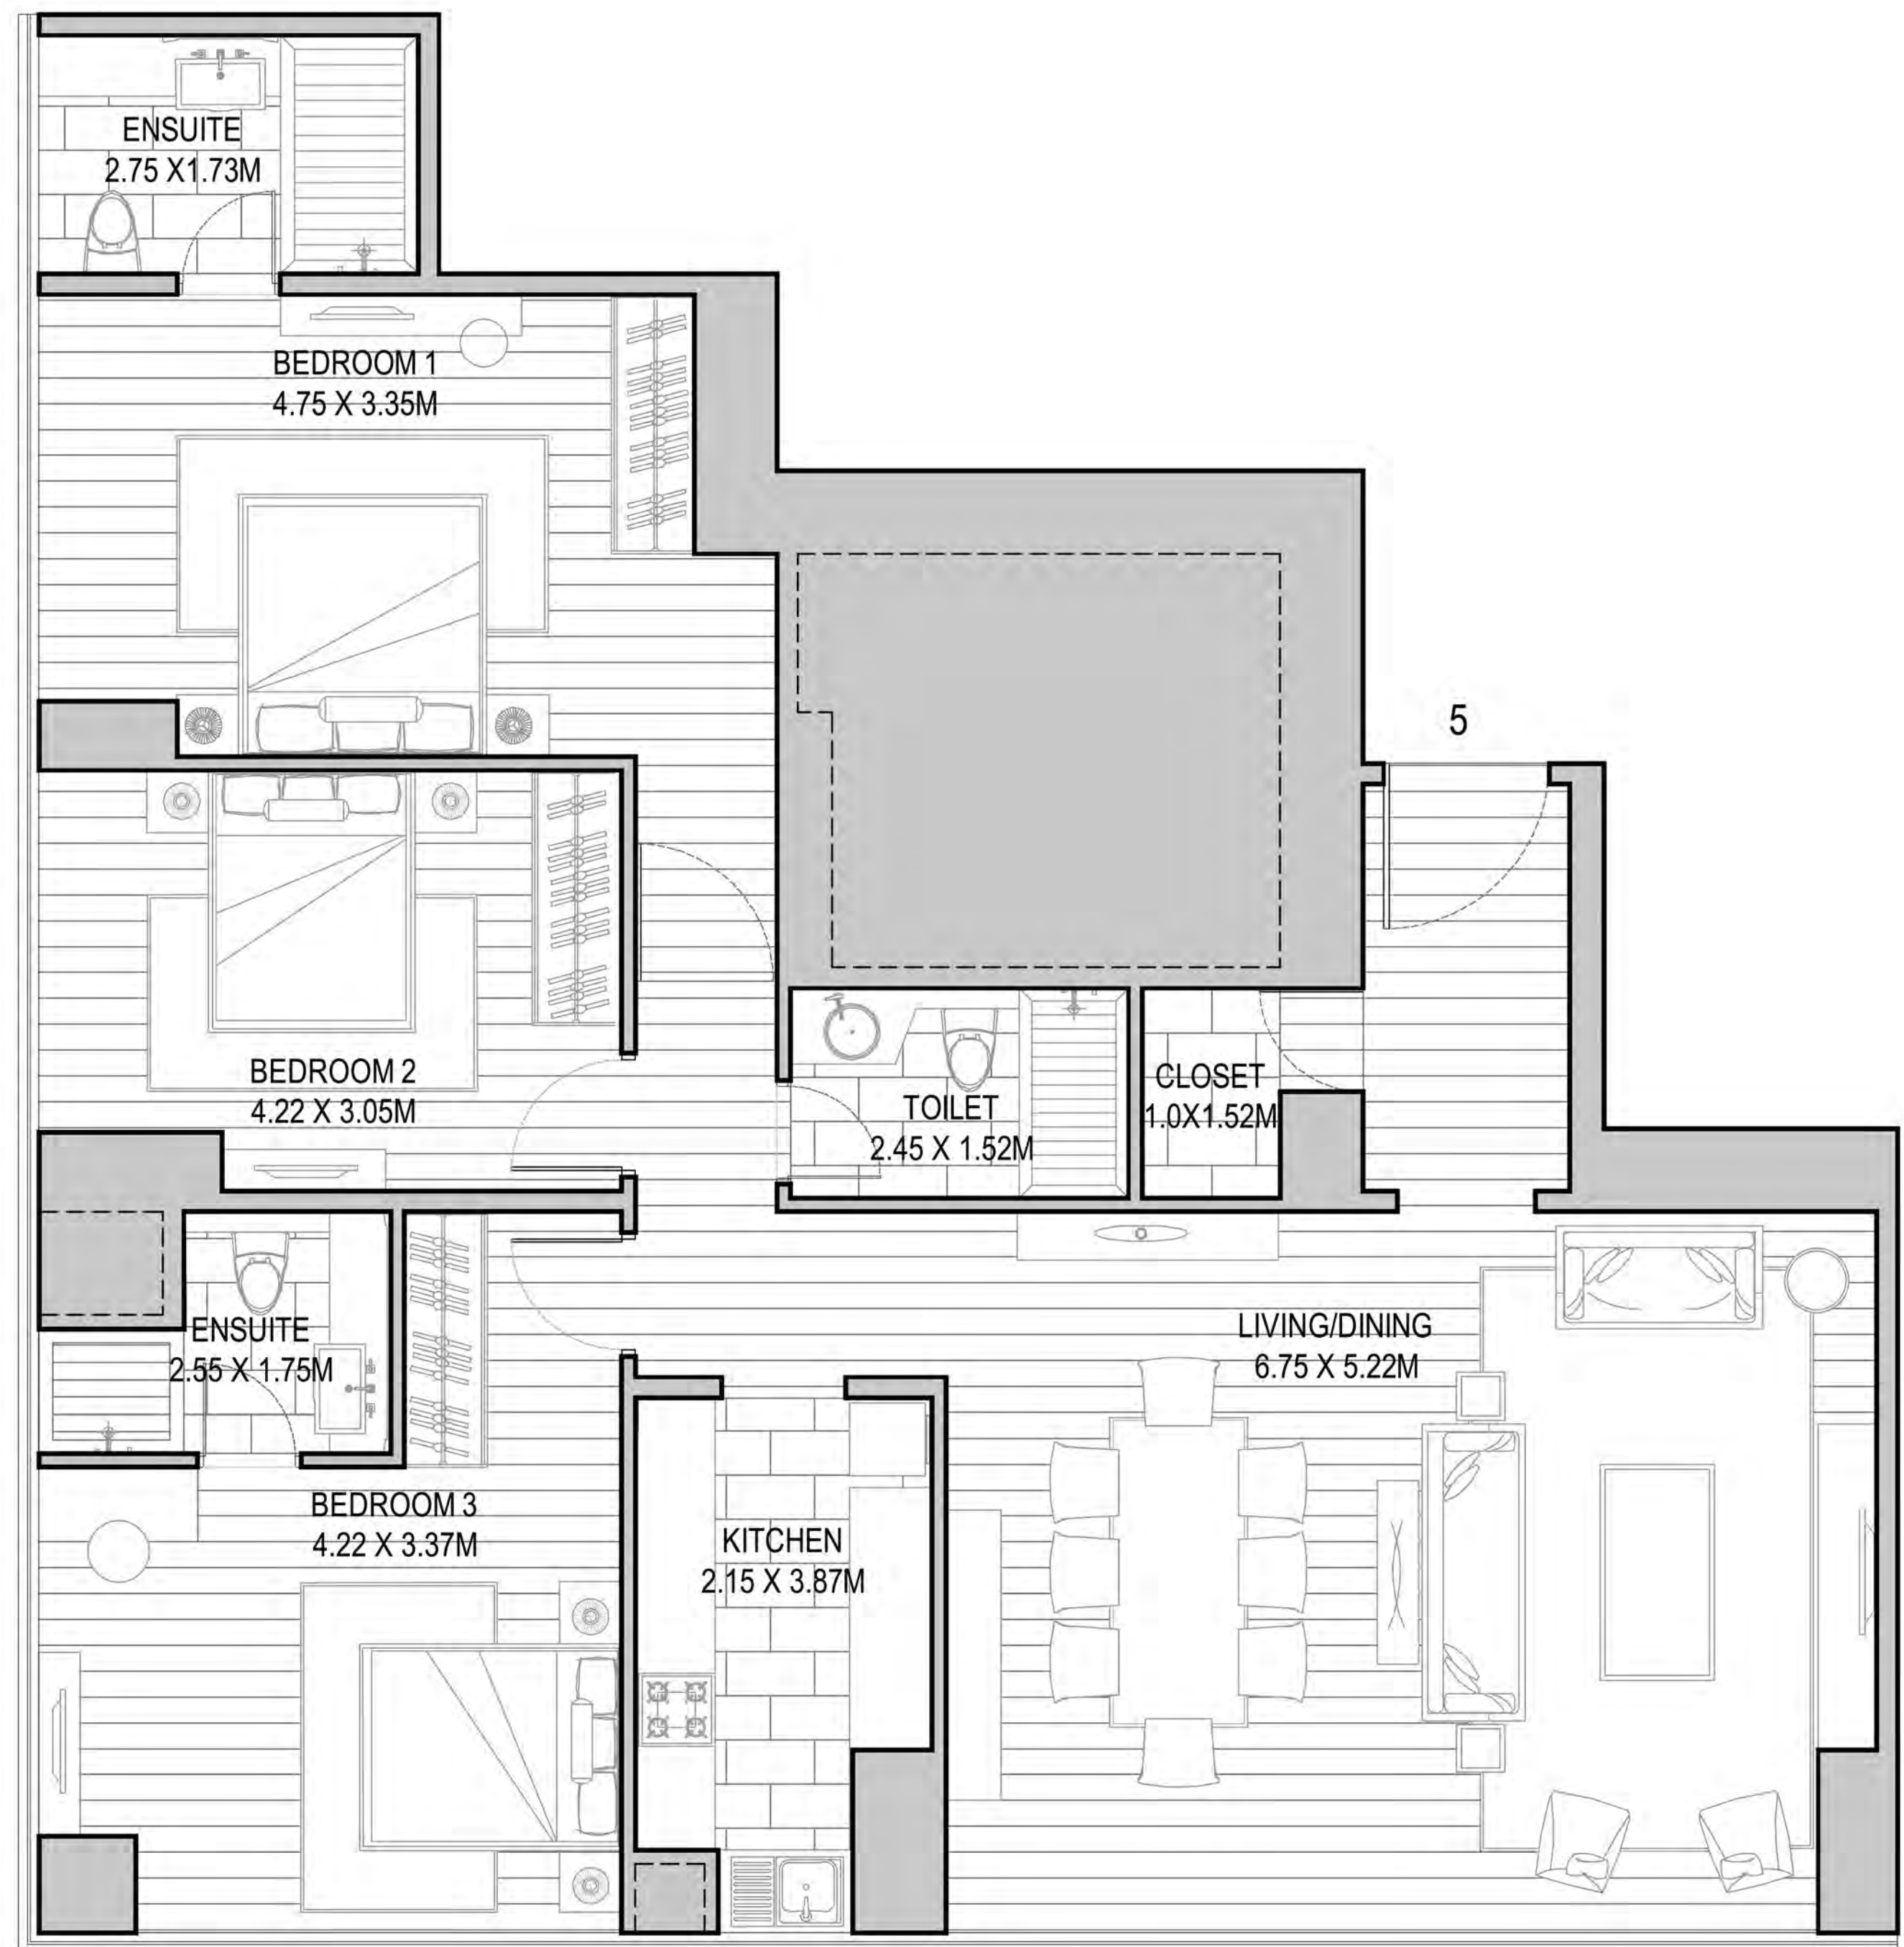 ENSUITE
2.75 X1.73M
BEDROOM 1
4.75 X 3.35M
5
BEDROOM 2
4.22 X 3.05M
TOILET
2.45 X 1.52M
CLOSET
1.0X1.52M
ENSUITE
2.55 X 1.75M
LIVING/DINING
6.75 X 5.22M
BEDROOM 3
4.22 X 3.37M
KITCHEN
2.15 X 3.87M